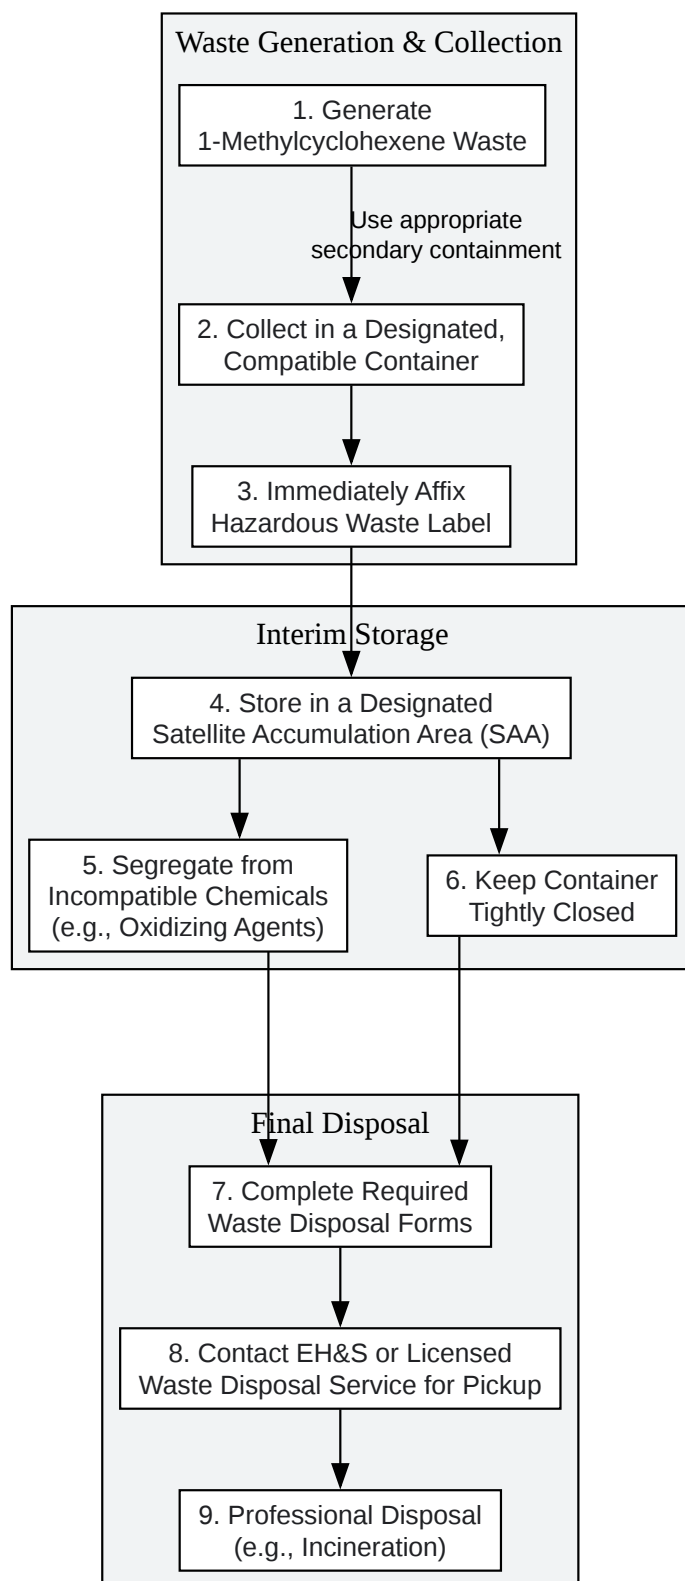 Waste Generation & Collection
1. Generate
1-Methylcyclohexene Waste
Use appropriate
secondary containment
2. Collect in a Designated,
Compatible Container
3. Immediately Affix
Hazardous Waste Label
Interim Storage
4. Store in a Designated
Satellite Accumulation Area (SAA)
5. Segregate from
Incompatible Chemicals
(e.g., Oxidizing Agents)
6. Keep Container
Tightly Closed
Final Disposal
7. Complete Required
Waste Disposal Forms
8. Contact EH&S or Licensed
Waste Disposal Service for Pickup
9. Professional Disposal
(e.g., Incineration)